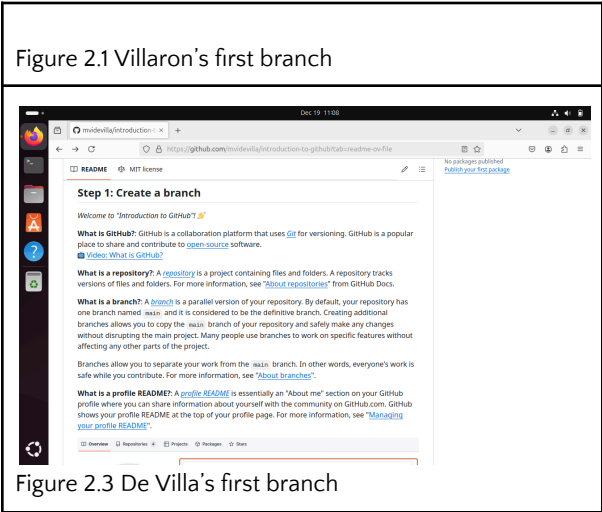 Figure 2.1 Villaron's first branch
Dec 19 11:08
mvidevilla/introduction-t
https://github.com/mvidevilla/introduction-to-github?tab=readme-ov-file
README MIT license
No packages published
Publish your first package
Step 1: Create a branch
Welcome to "Introduction to GitHub"! 👋
What is GitHub?: GitHub is a collaboration platform that uses Git for versioning. GitHub is a popular
place to share and contribute to open-source software.
Video: What is GitHub?
What is a repository?: A repository is a project containing files and folders. A repository tracks
versions of files and folders. For more information, see "About repositories" from GitHub Docs.
What is a branch?: A branch is a parallel version of your repository. By default, your repository has
one branch named main and it is considered to be the definitive branch. Creating additional
branches allows you to copy the main branch of your repository and safely make any changes
without disrupting the main project. Many people use branches to work on specific features without
affecting any other parts of the project.
Branches allow you to separate your work from the main branch. In other words, everyone's work is
safe while you contribute. For more information, see "About branches".
What is a profile README?: A profile README is essentially an "About me" section on your GitHub
profile where you can share information about yourself with the community on GitHub.com. GitHub
shows your profile README at the top of your profile page. For more information, see "Managing
your profile README".
Overview Repositories 4 Projects Packages Stars
Figure 2.3 De Villa's first branch